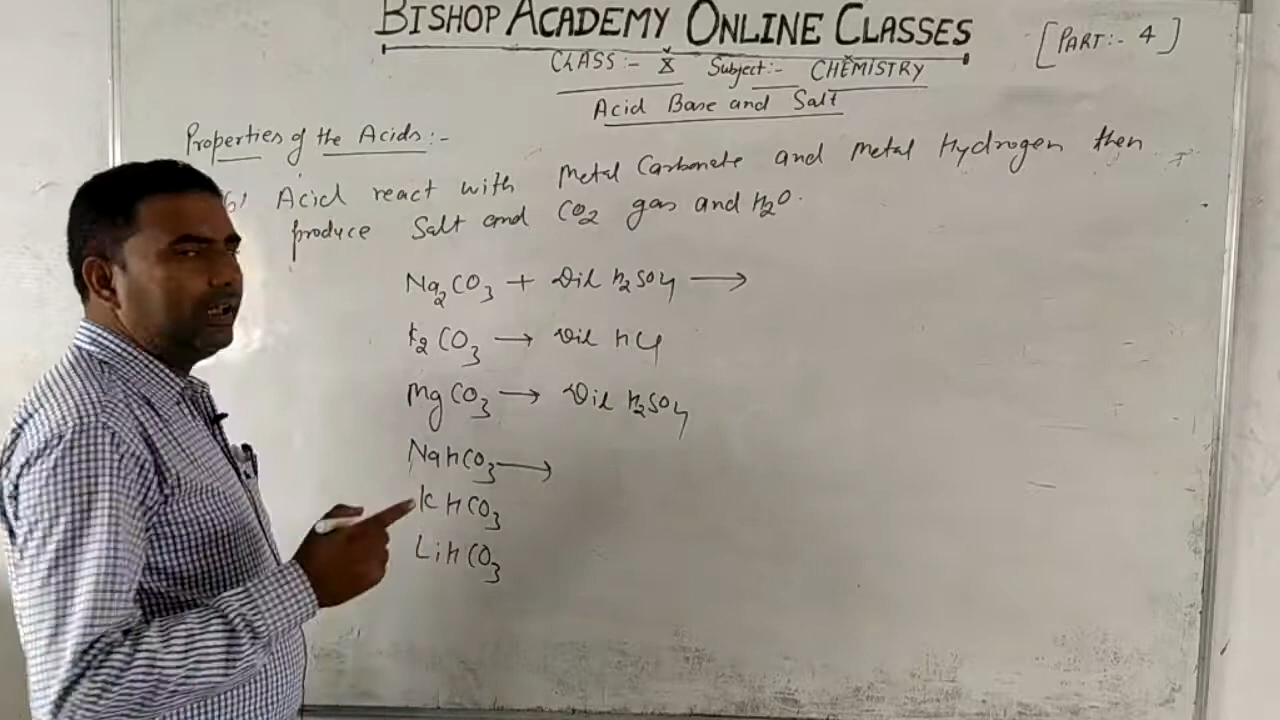 BISHOP ACADEMY ONLINE CLASSES
[PART:- 4]
CLASS:- X Subject:- CHEMISTRY
Acid Base and Salt
Properties of the Acids:-
6) Acid react with Metal Carbonate and Metal Hydrogen then
produce Salt and CO2 gas and H2O.
Na2CO3 + Dil H2SO4 →
K2CO3 → Dil HCl
MgCO3 → Dil H2SO4
NaHCO3 →
KHCO3
LiHCO3